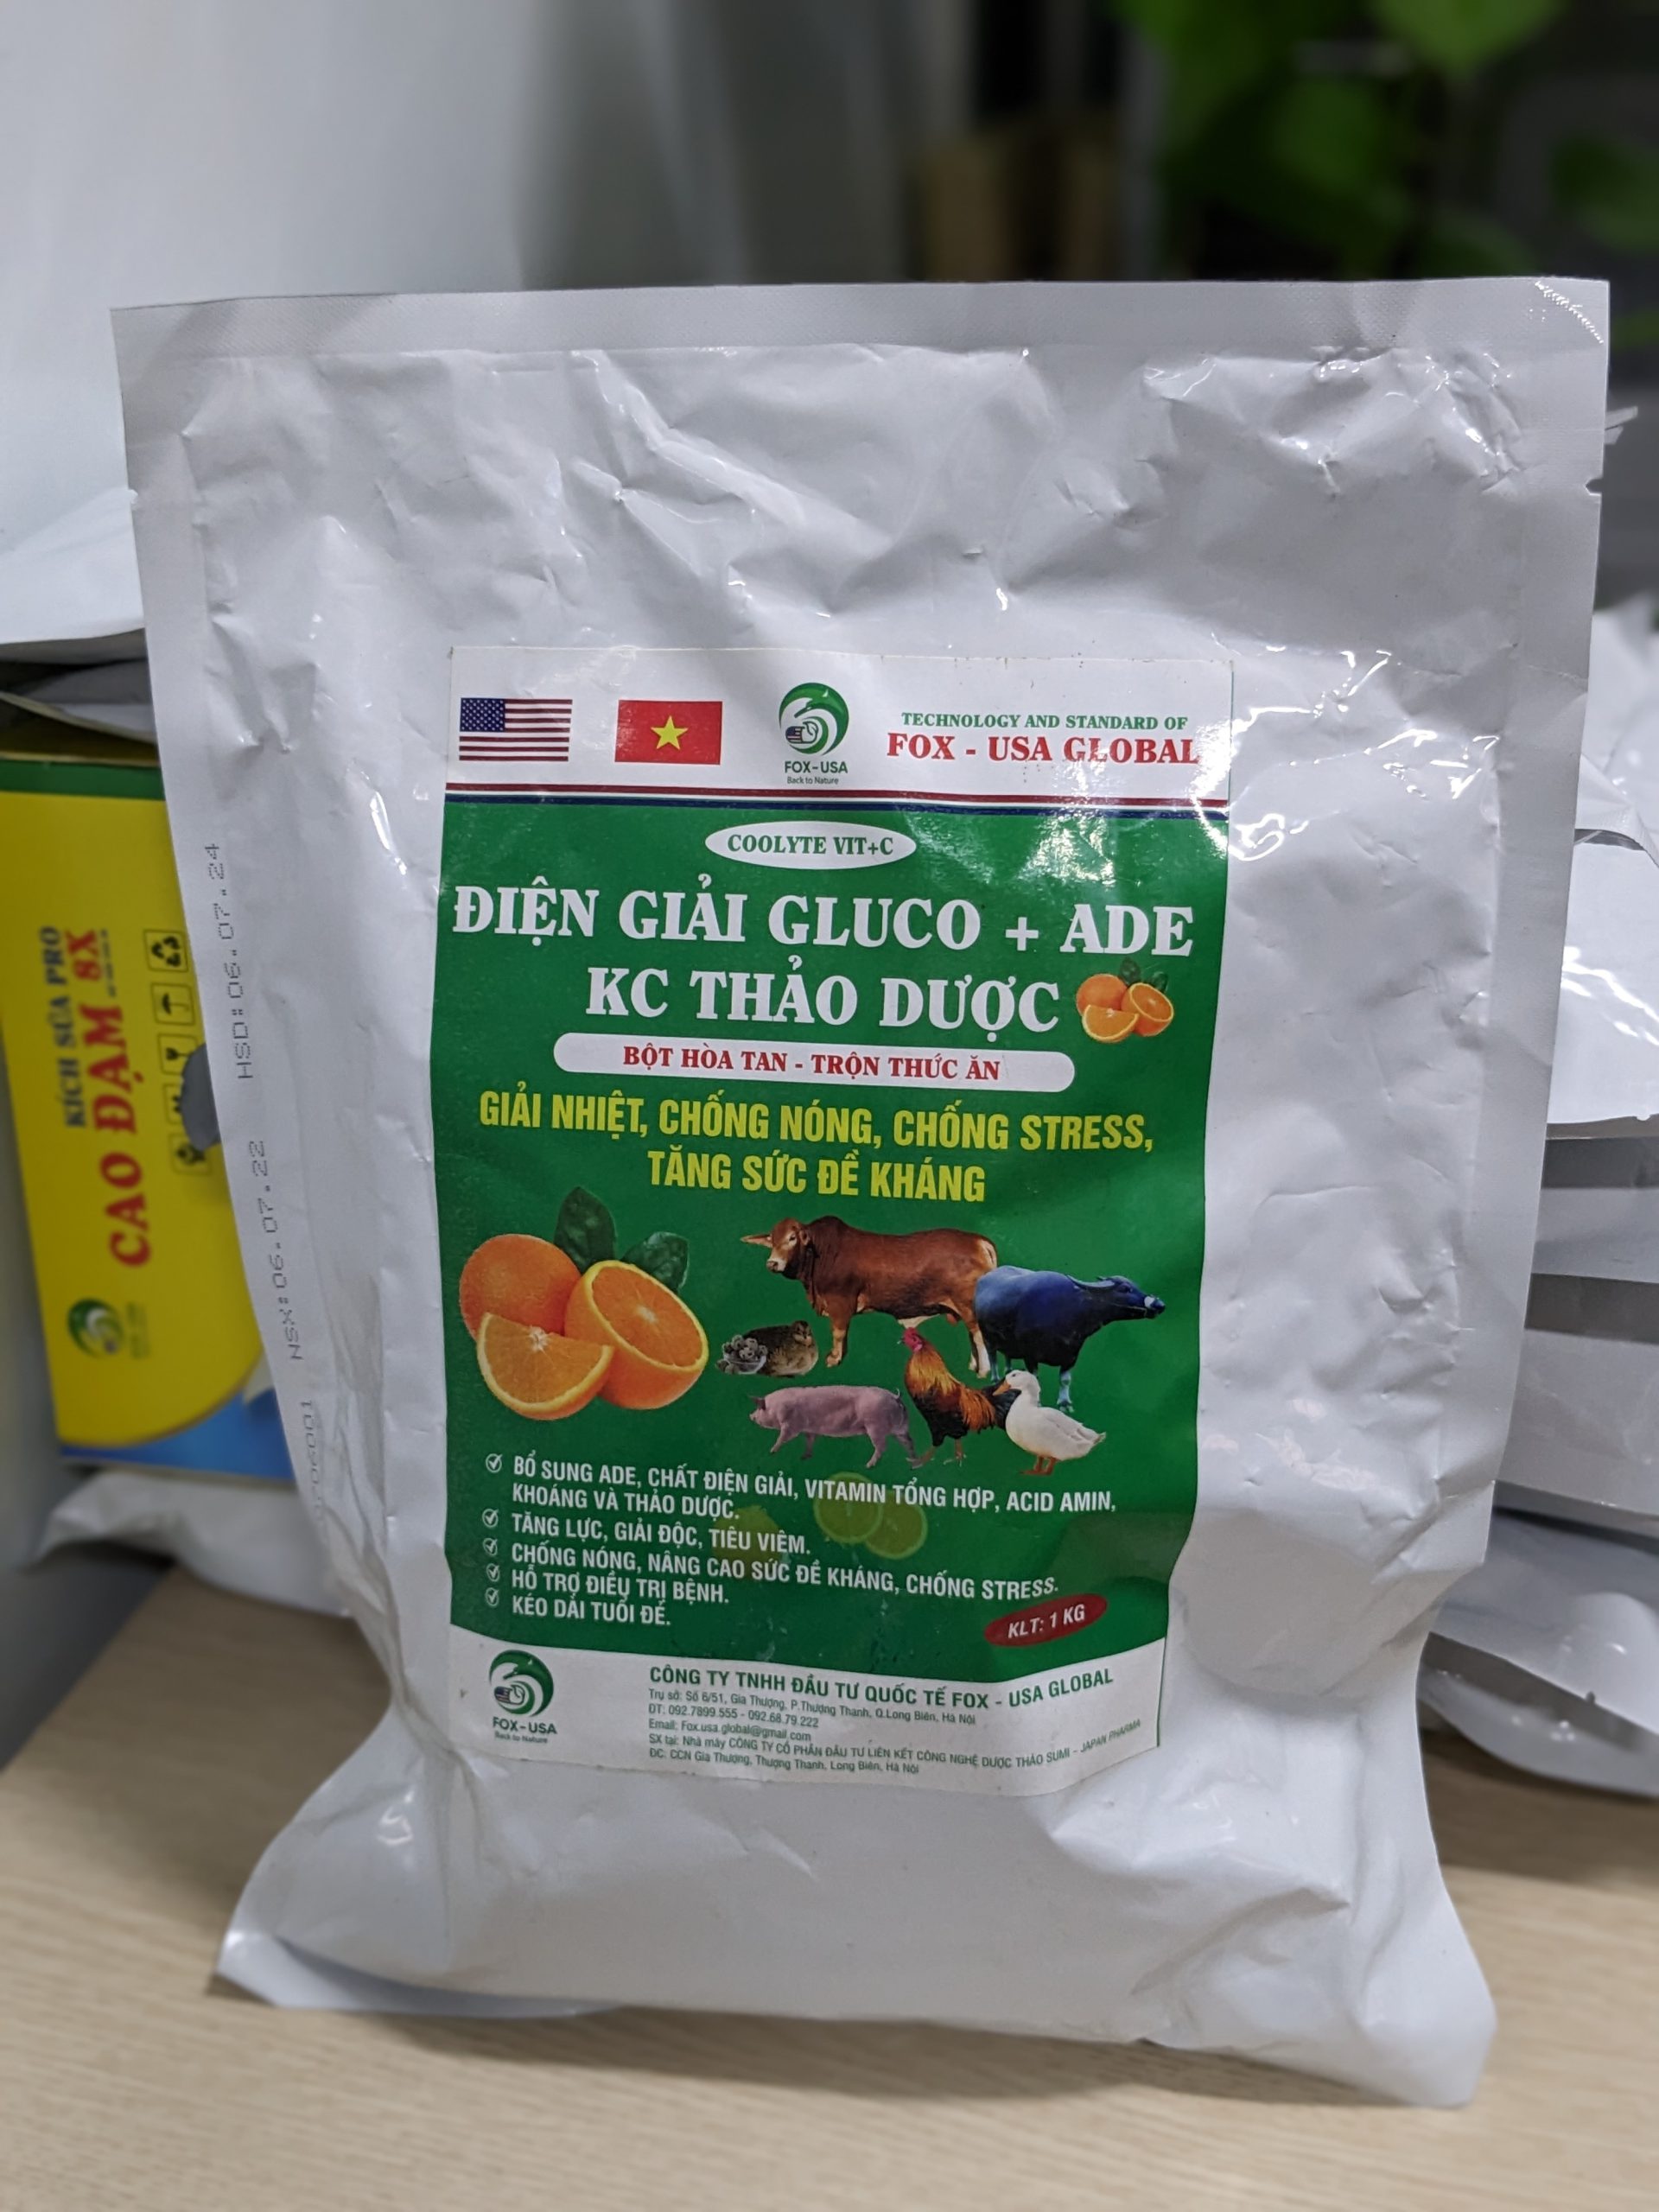 FOX-USA
Back to Nature
TECHNOLOGY AND STANDARD OF
FOX - USA GLOBAL
COOLYTE VIT+C
ĐIỆN GIẢI GLUCO + ADE
KC THẢO DƯỢC
BỘT HÒA TAN - TRỘN THỨC ĂN
GIẢI NHIỆT, CHỐNG NÓNG, CHỐNG STRESS,
TĂNG SỨC ĐỀ KHÁNG
BỔ SUNG ADE, CHẤT ĐIỆN GIẢI, VITAMIN TỔNG HỢP, ACID AMIN,
KHOÁNG VÀ THẢO DƯỢC.
TĂNG LỰC, GIẢI ĐỘC, TIÊU VIÊM.
CHỐNG NÓNG, NÂNG CAO SỨC ĐỀ KHÁNG, CHỐNG STRESS.
HỖ TRỢ ĐIỀU TRỊ BỆNH.
KÉO DÀI TUỔI ĐẺ.
KLT: 1 KG
FOX-USA
Back to Nature
CÔNG TY TNHH ĐẦU TƯ QUỐC TẾ FOX - USA GLOBAL
Trụ sở: Số 6/51, Gia Thượng, P.Thượng Thanh, Q.Long Biên, Hà Nội
ĐT: 092.7899.555 - 092.68.79.222
Email: Fox.usa.global@gmail.com
SX tại: Nhà máy CÔNG TY CỔ PHẦN ĐẦU TƯ LIÊN KẾT CÔNG NGHỆ DƯỢC THẢO SUMI - JAPAN PHARMA
ĐC: CCN Gia Thượng, Thượng Thanh, Long Biên, Hà Nội
NSX:06.07.22 HSD:06.07.24
KÍCH SỮA PRO
CAO ĐẠM 8X